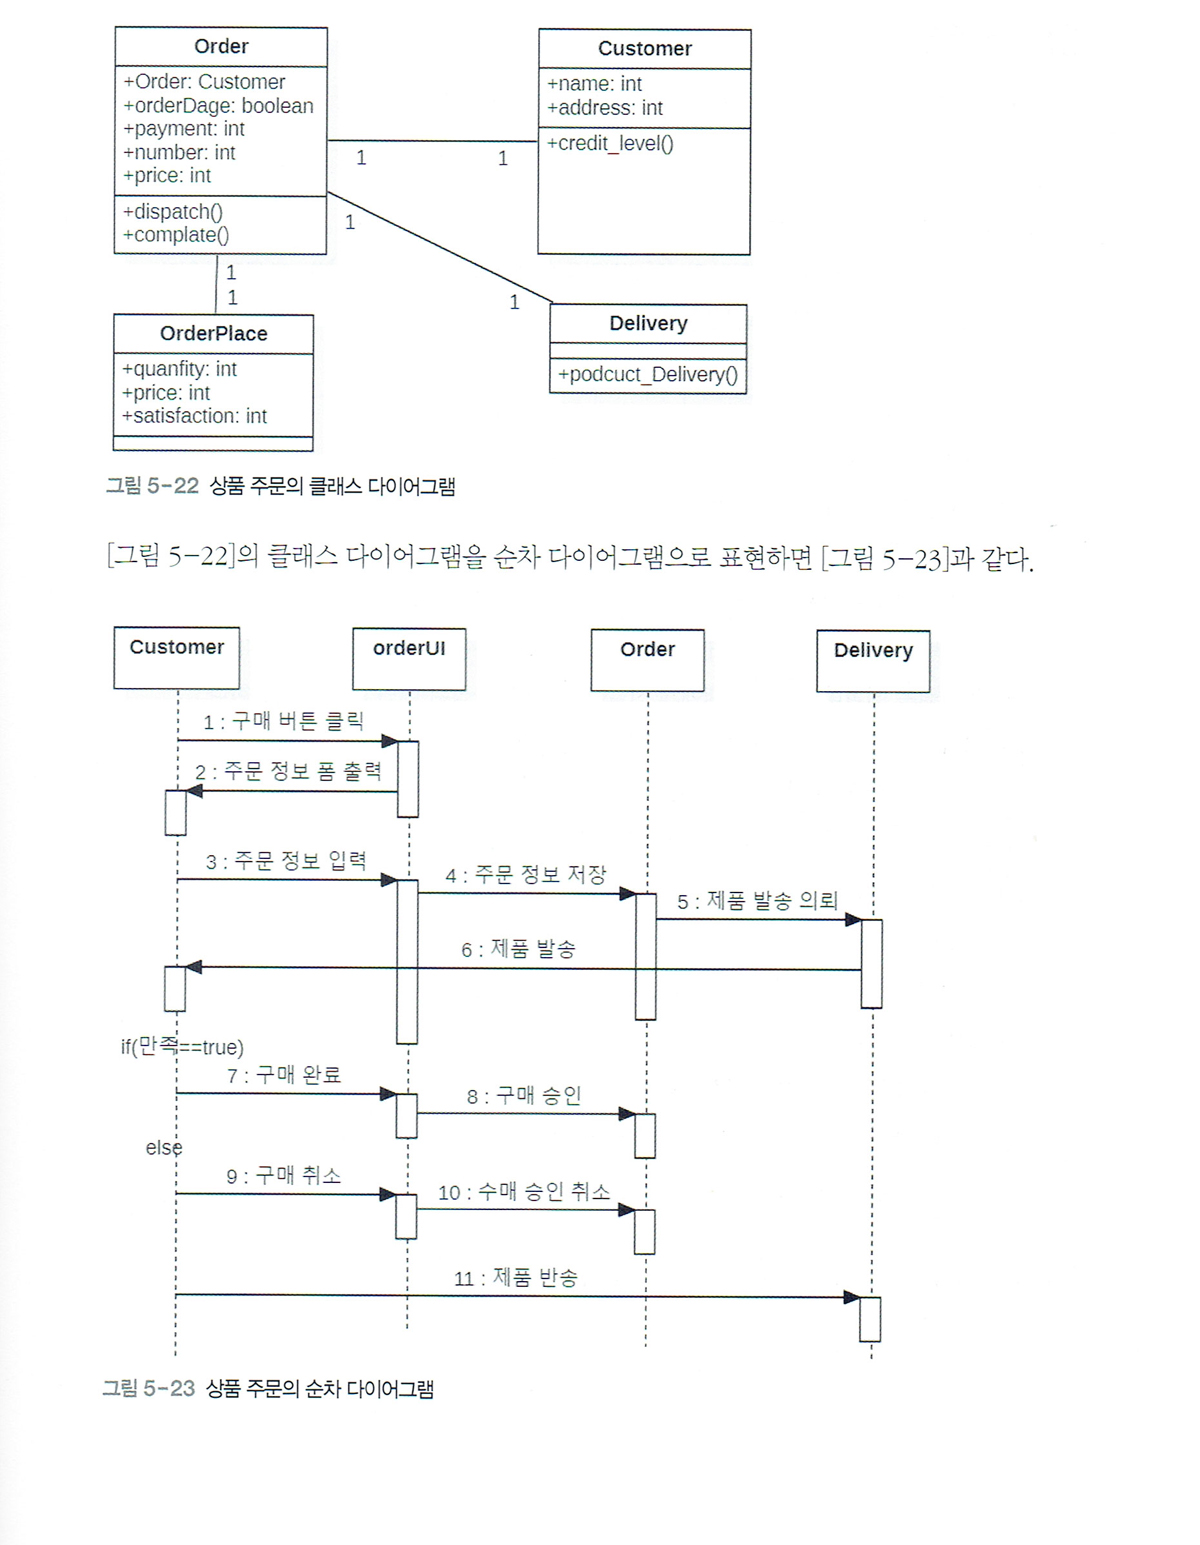 Order
+Order: Customer
+orderDage: boolean
+payment: int
+number: int
+price: int
+dispatch()
+complate()
Customer
+name: int
+address: int
+credit_level()
1
1
1
1
1
1
OrderPlace
+quanfity: int
+price: int
+satisfaction: int
Delivery
+podcuct_Delivery()
그림 5-22 상품 주문의 클래스 다이어그램
[그림 5-22]의 클래스 다이어그램을 순차 다이어그램으로 표현하면 [그림 5-23]과 같다.
Customer
orderUI
Order
Delivery
1 : 구매 버튼 클릭
2 : 주문 정보 폼 출력
3 : 주문 정보 입력
4 : 주문 정보 저장
5 : 제품 발송 의뢰
6 : 제품 발송
if(만족==true)
7 : 구매 완료
8 : 구매 승인
else
9 : 구매 취소
10 : 수매 승인 취소
11 : 제품 반송
그림 5-23 상품 주문의 순차 다이어그램